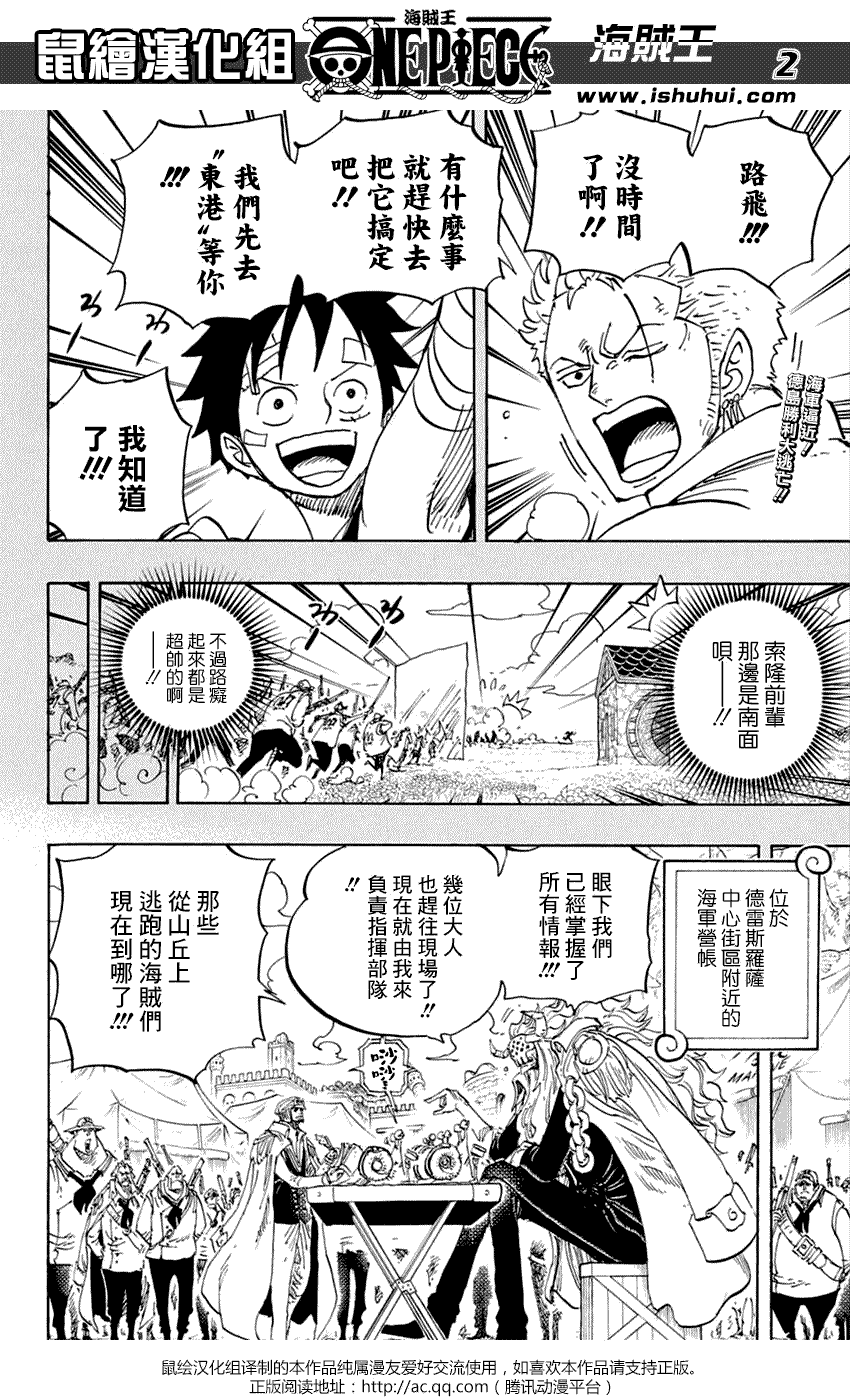 鼠繪漢化組
海賊王
ONE PIECE
海賊王
www.ishuhui.com
2
路飛!!!
沒時間
了啊!!
海軍逼近!
德島勝利大逃亡!!
有什麼事
就趕快去
把它搞定
吧!!
我們先去
"東港"等你
!!!
我知道
了!!!
索隆前輩
那邊是南面
唄——!!
不過路癡
起來都是
超帥的啊
——!!
位於
德雷斯羅薩
中心街區附近的
海軍營帳
眼下我們
已經掌握了
所有情報!!!
幾位大人
也趕往現場了!!
現在就由我來
負責指揮部隊
!!
那些
從山丘上
逃跑的海賊們
現在到哪了!!!
鼠绘汉化组译制的本作品纯属漫友爱好交流使用，如喜欢本作品请支持正版。
正版阅读地址：http://ac.qq.com（腾讯动漫平台）